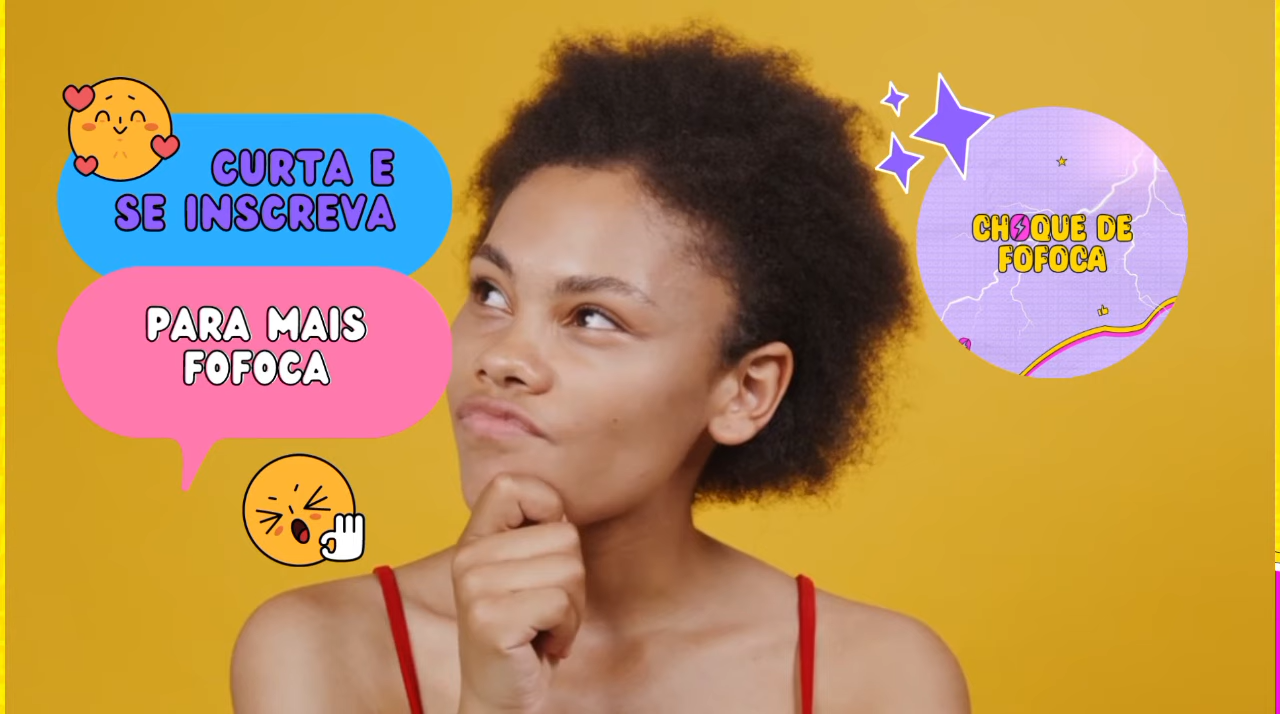 CURTA E
SE INSCREVA
PARA MAIS
FOFOCA
CHOQUE DE
FOFOCA